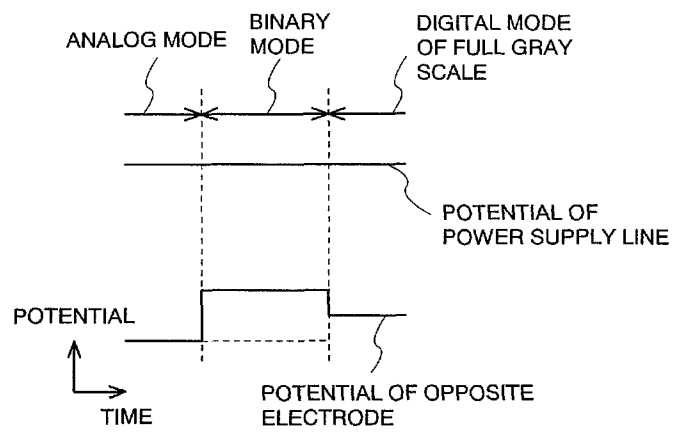 ANALOG MODE
BINARY
MODE
DIGITAL MODE
OF FULL GRAY
SCALE
POTENTIAL OF
POWER SUPPLY LINE
POTENTIAL
TIME
POTENTIAL OF OPPOSITE
ELECTRODE